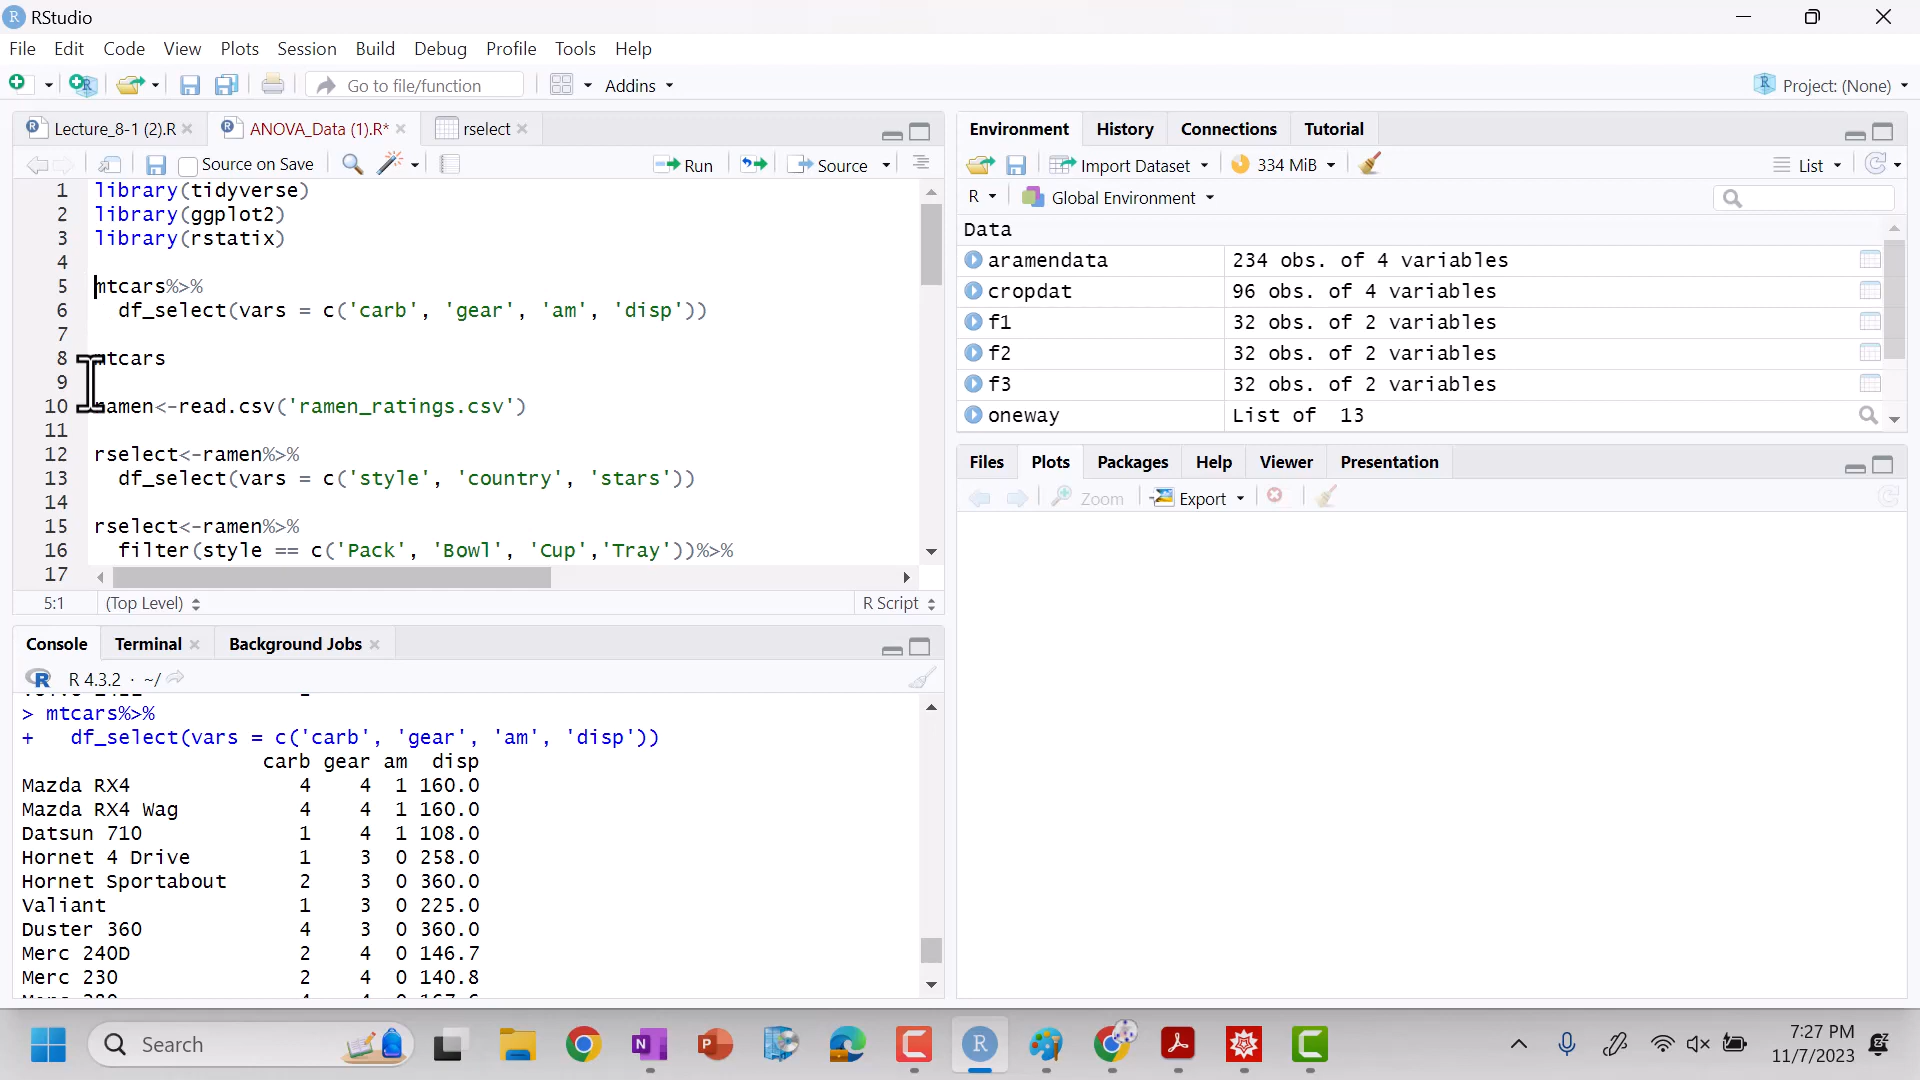 RStudio
File Edit Code View Plots Session Build Debug Profile Tools Help
Go to file/function Addins Project: (None)
Lecture_8-1 (2).R ANOVA_Data (1).R* rselect
Source on Save Run Source
1 library(tidyverse)
2 library(ggplot2)
3 library(rstatix)
4
5 mtcars%>%
6 df_select(vars = c('carb', 'gear', 'am', 'disp'))
7
8 mtcars
9
10 ramen<-read.csv('ramen_ratings.csv')
11
12 rselect<-ramen%>%
13 df_select(vars = c('style', 'country', 'stars'))
14
15 rselect<-ramen%>%
16 filter(style == c('Pack', 'Bowl', 'Cup','Tray'))%>%
17
5:1 (Top Level) R Script
Console Terminal Background Jobs
R 4.3.2 · ~/
> mtcars%>%
+ df_select(vars = c('carb', 'gear', 'am', 'disp'))
carb gear am disp
Mazda RX4 4 4 1 160.0
Mazda RX4 Wag 4 4 1 160.0
Datsun 710 1 4 1 108.0
Hornet 4 Drive 1 3 0 258.0
Hornet Sportabout 2 3 0 360.0
Valiant 1 3 0 225.0
Duster 360 4 3 0 360.0
Merc 240D 2 4 0 146.7
Merc 230 2 4 0 140.8
Environment History Connections Tutorial
Import Dataset 334 MiB List
R Global Environment
Data
aramendata 234 obs. of 4 variables
cropdat 96 obs. of 4 variables
f1 32 obs. of 2 variables
f2 32 obs. of 2 variables
f3 32 obs. of 2 variables
oneway List of 13
Files Plots Packages Help Viewer Presentation
Zoom Export
Search
7:27 PM
11/7/2023